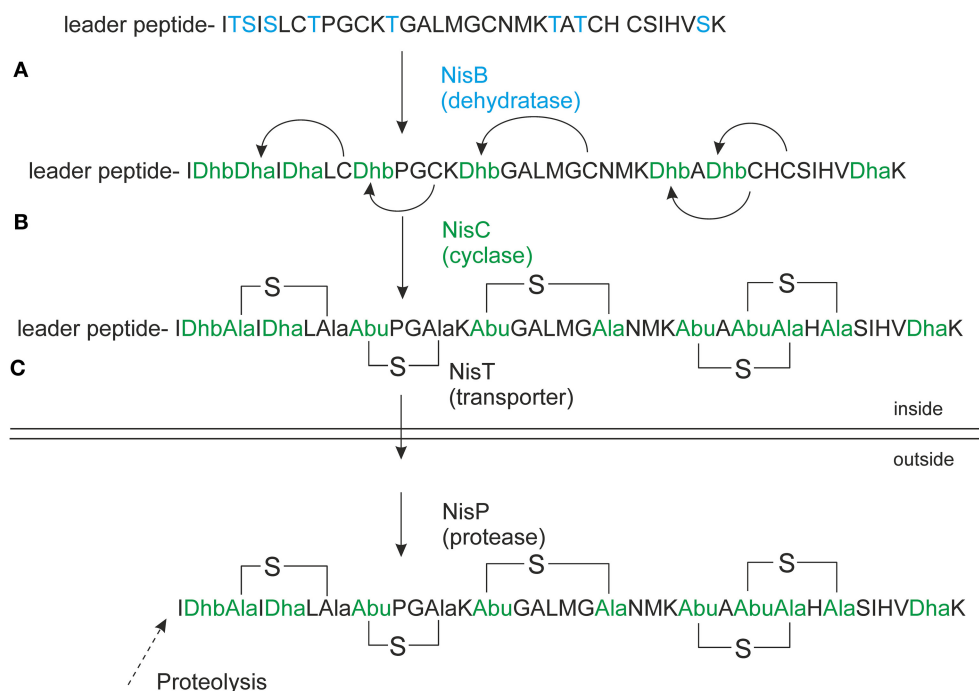 leader peptide- ITSISLCTPGCKTGALMGCNMKTATCH CSIHVSK
A
NisB
(dehydratase)
leader peptide- IDhbDhaIDhaLCDhbPGCKDhbGALMGCNMKDhbADhbCHCSIHVDhaK
B
NisC
(cyclase)
S
S
S
leader peptide- IDhbAlaIDhaLAlaAbuPGAlaKAbuGALMGAlaNMKAbuAAbuAlaHAlaSIHVDhaK
S
S
C
NisT
(transporter)
inside
outside
NisP
(protease)
S
S
S
IDhbAlaIDhaLAlaAbuPGAlaKAbuGALMGAlaNMKAbuAAbuAlaHAlaSIHVDhaK
S
S
Proteolysis